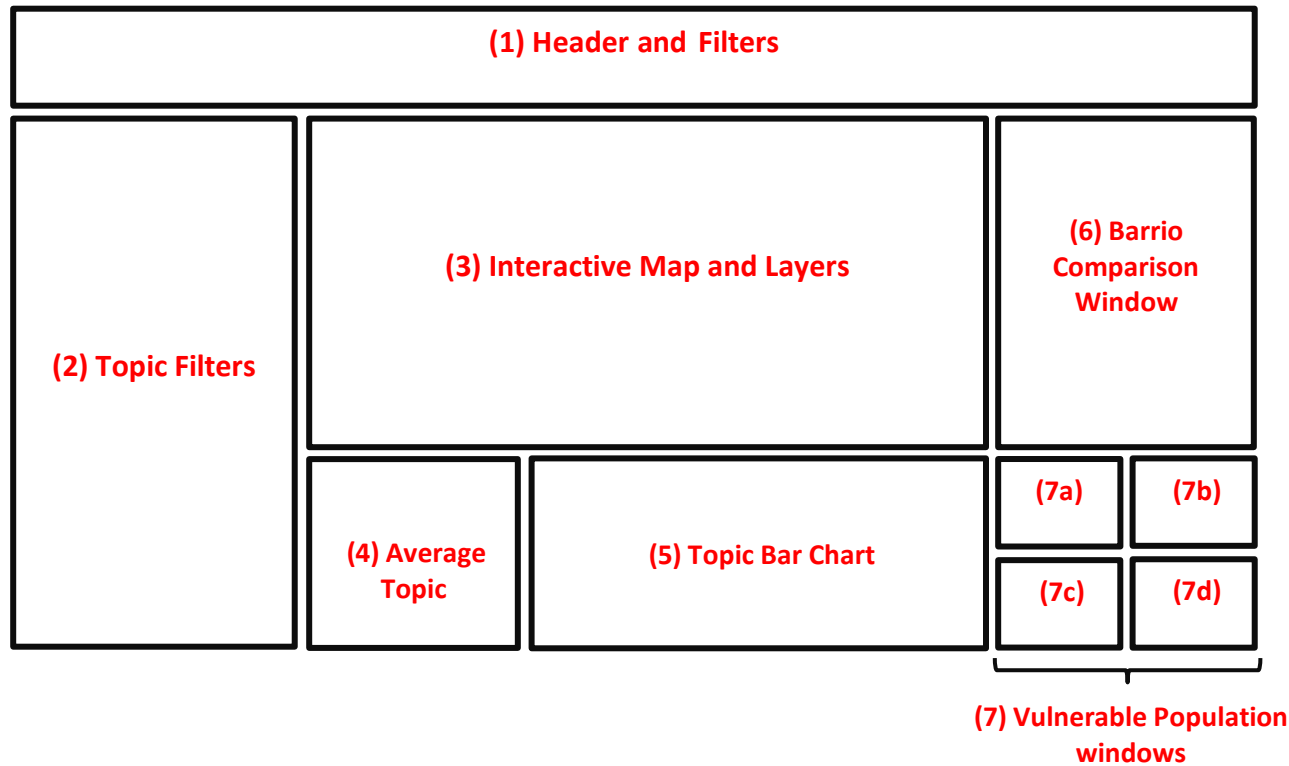 (1) Header and Filters
(2) Topic Filters
(3) Interactive Map and Layers
(6) Barrio
Comparison
Window
(4) Average
Topic
(5) Topic Bar Chart
(7a)
(7b)
(7c)
(7d)
(7) Vulnerable Population
windows